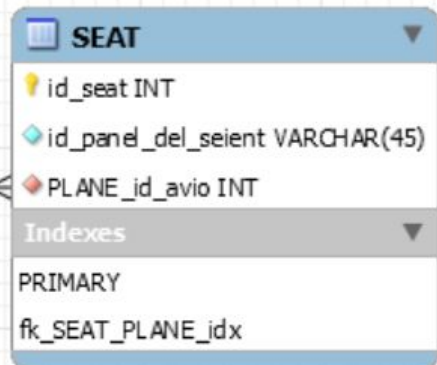 SEAT
id_seat INT
id_panel_del_seient VARCHAR(45)
PLANE_id_avio INT
Indexes
PRIMARY
fk_SEAT_PLANE_idx